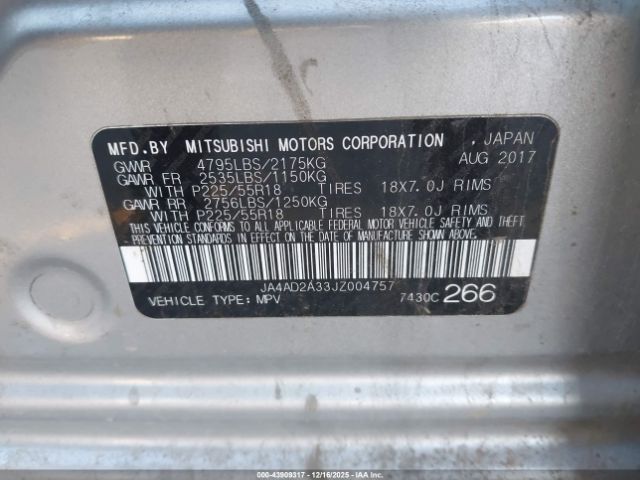 MFD.BY MITSUBISHI MOTORS CORPORATION . JAPAN
GVWR 4795LBS/2175KG AUG 2017
GAWR FR 2535LBS/1150KG
WITH P225/55R18 TIRES 18X7.0J RIMS
GAWR RR 2756LBS/1250KG
WITH P225/55R18 TIRES 18X7.0J RIMS
THIS VEHICLE CONFORMS TO ALL APPLICABLE FEDERAL MOTOR VEHICLE SAFETY AND THEFT
PREVENTION STANDARDS IN EFFECT ON THE DATE OF MANUFACTURE SHOWN ABOVE.
JA4AD2A33JZ004757
VEHICLE TYPE: MPV 7430C 266
000-43909317 - 12/16/2025 - IAAI.COM